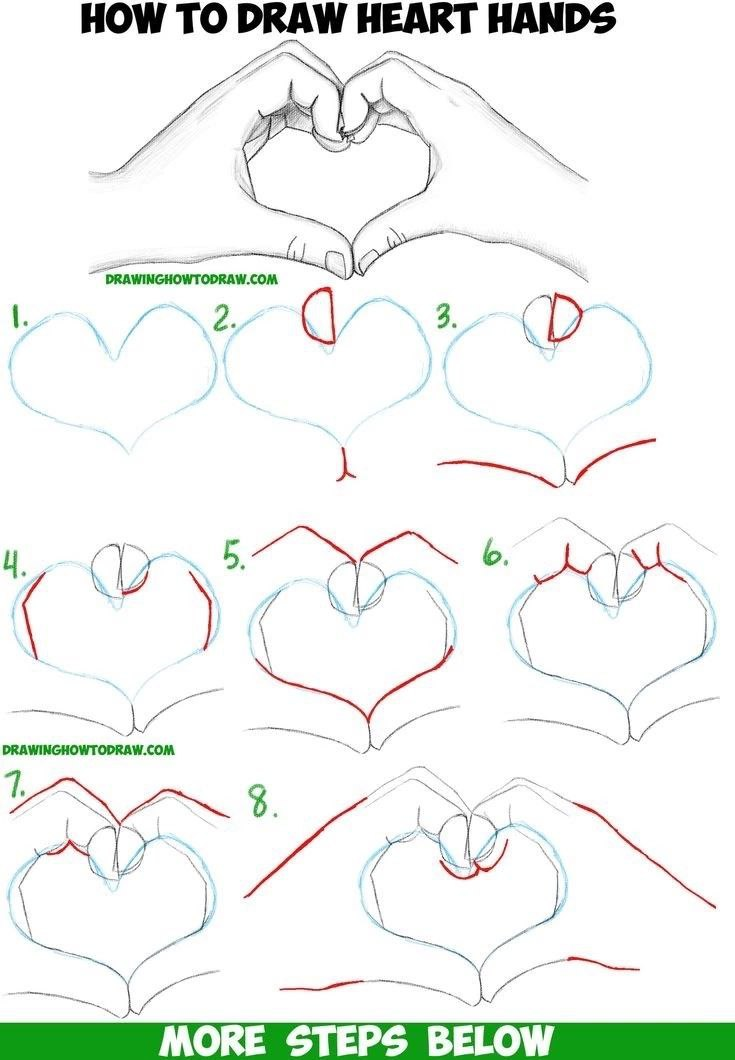 HOW TO DRAW HEART HANDS
DRAWINGHOWTODRAW.COM
1.
2.
3.
4.
5.
6.
DRAWINGHOWTODRAW.COM
7.
8.
MORE STEPS BELOW